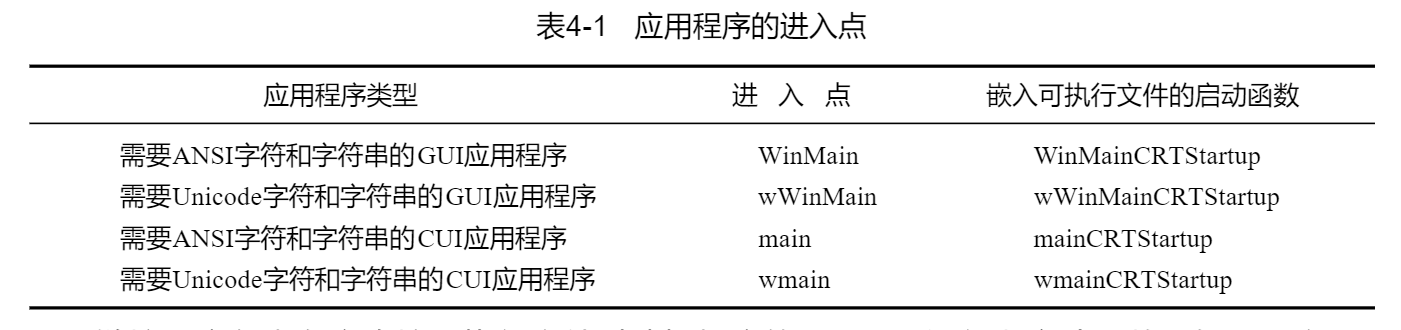 表4-1 应用程序的进入点
应用程序类型 进 入 点 嵌入可执行文件的启动函数
需要ANSI字符和字符串的GUI应用程序 WinMain WinMainCRTStartup
需要Unicode字符和字符串的GUI应用程序 wWinMain wWinMainCRTStartup
需要ANSI字符和字符串的CUI应用程序 main mainCRTStartup
需要Unicode字符和字符串的CUI应用程序 wmain wmainCRTStartup